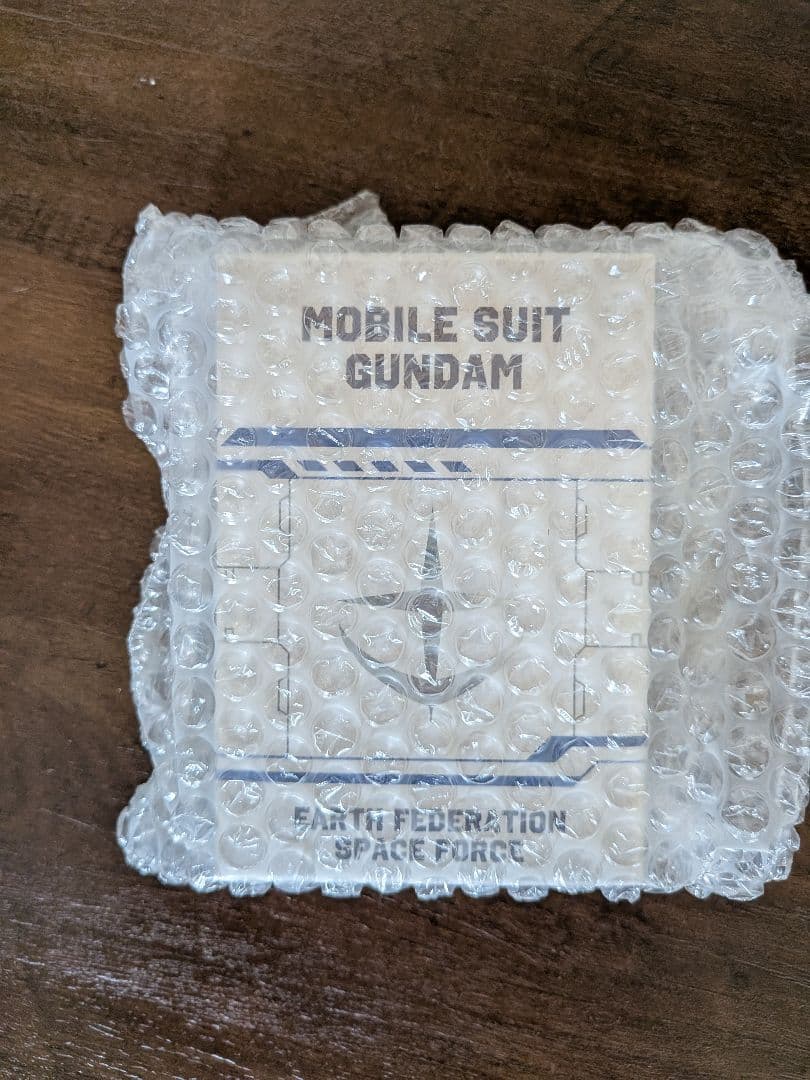 MOBILE SUIT
GUNDAM
EARTH FEDERATION
SPACE FORCE